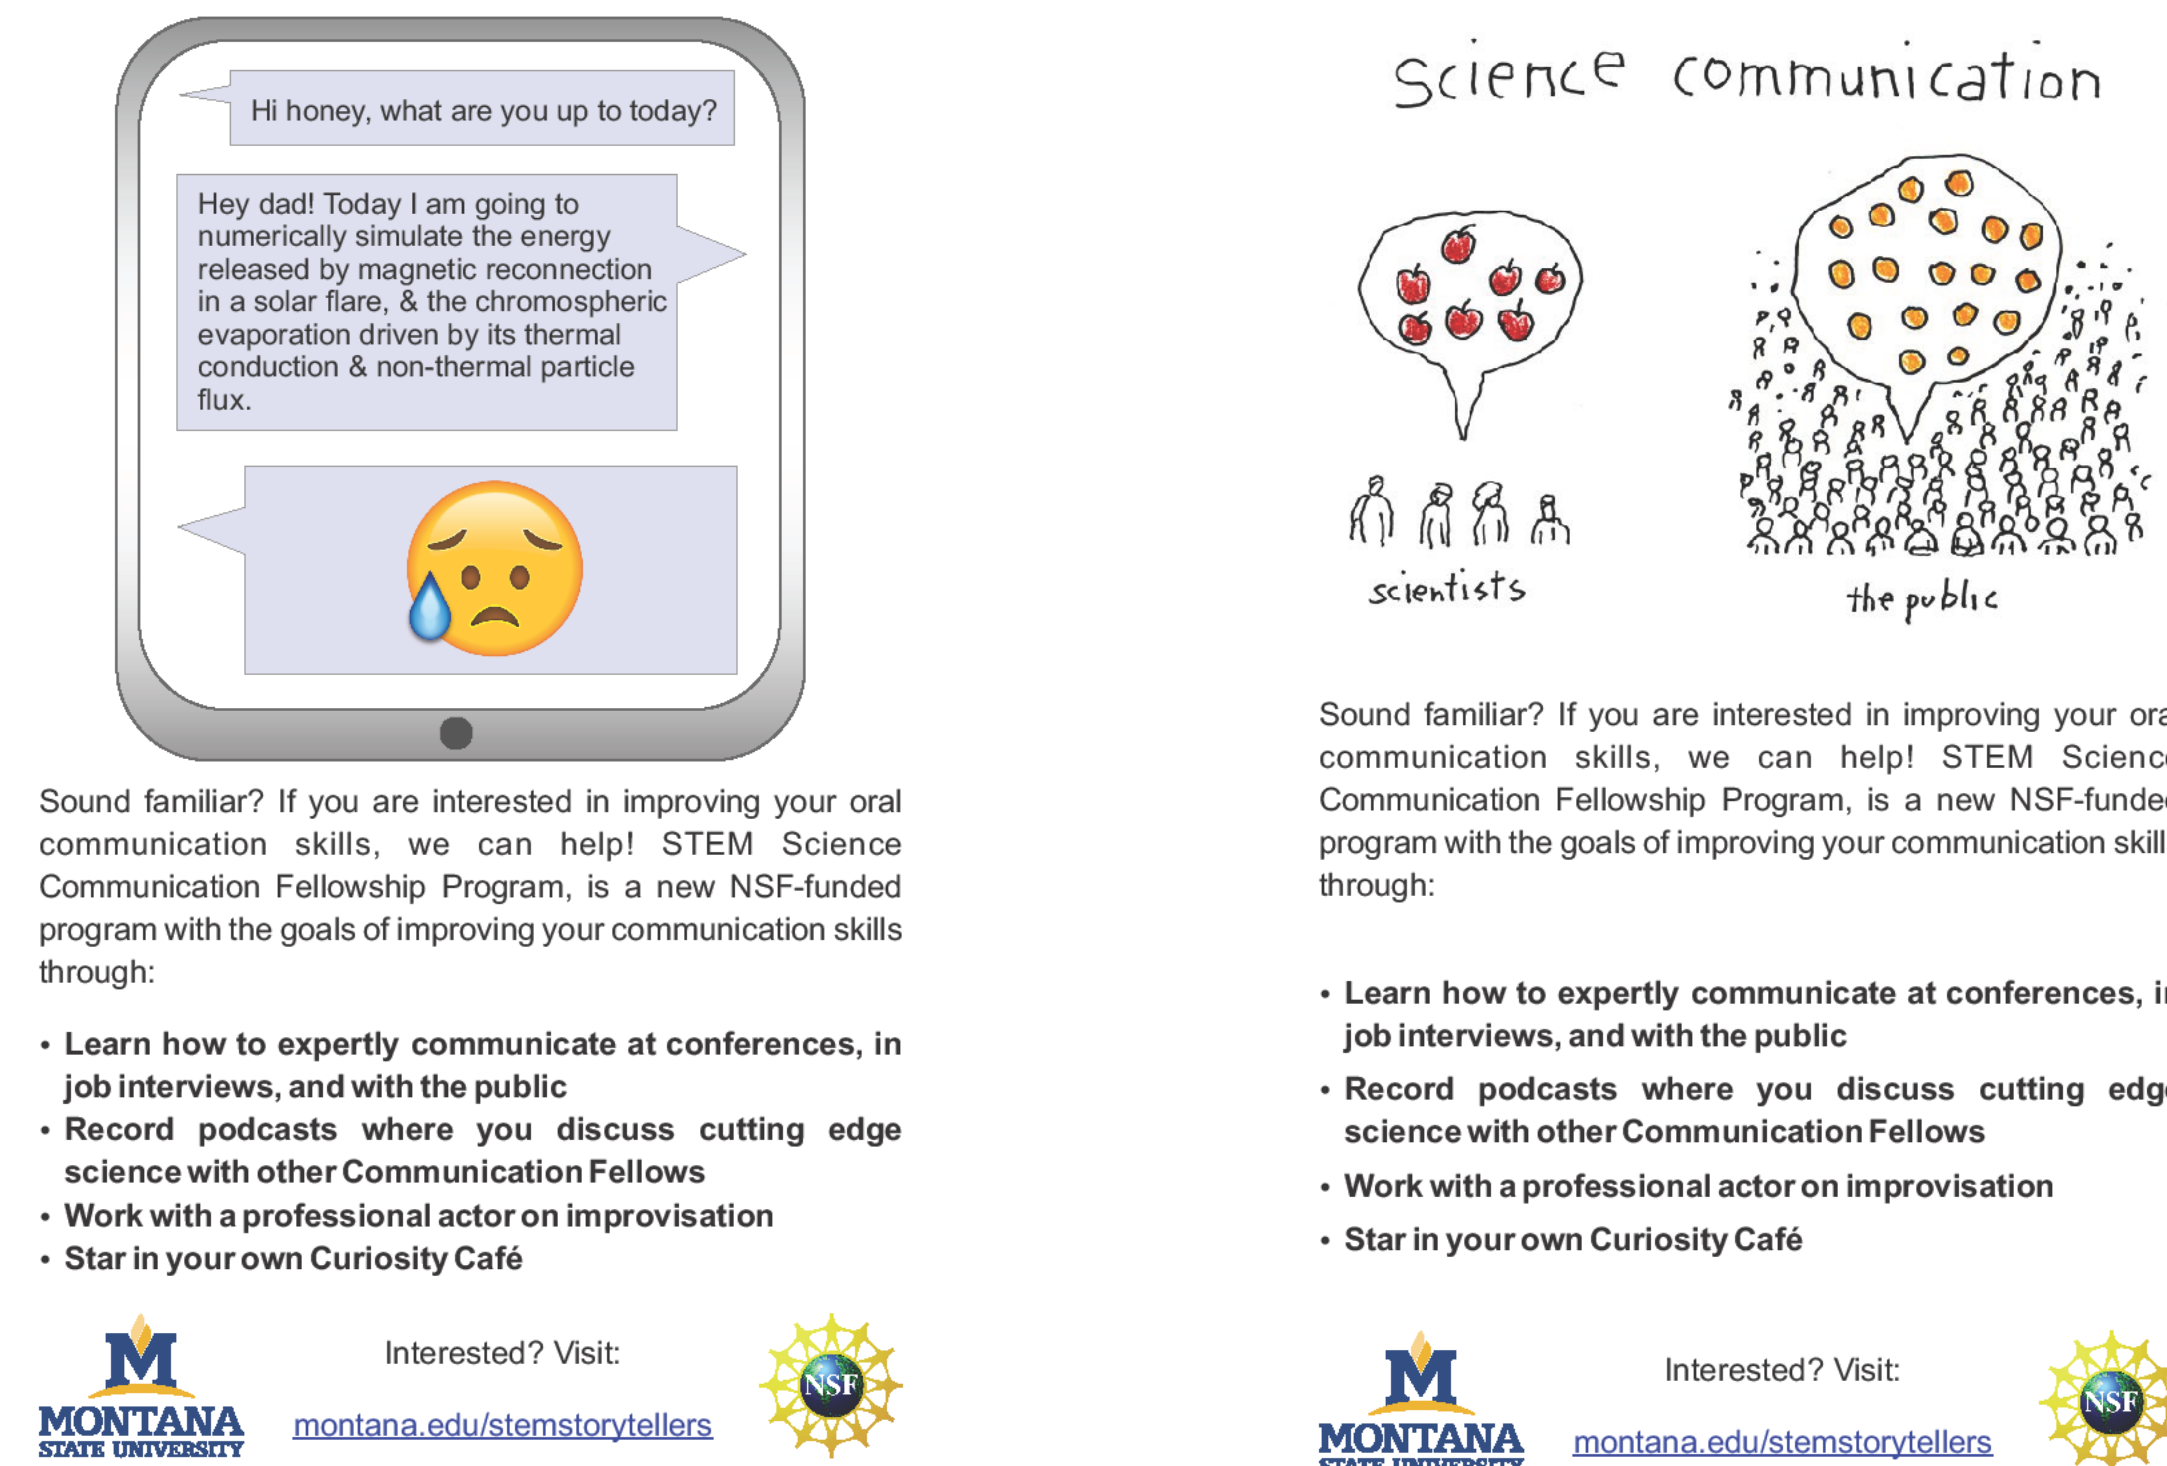 Hi honey, what are you up to today?
Hey dad! Today I am going to
numerically simulate the energy
released by magnetic reconnection
in a solar flare, & the chromospheric
evaporation driven by its thermal
conduction & non-thermal particle
flux.
Sound familiar? If you are interested in improving your oral
communication skills, we can help! STEM Science
Communication Fellowship Program, is a new NSF-funded
program with the goals of improving your communication skills
through:
• Learn how to expertly communicate at conferences, in
job interviews, and with the public
• Record podcasts where you discuss cutting edge
science with other Communication Fellows
• Work with a professional actor on improvisation
• Star in your own Curiosity Café
M
MONTANA
STATE UNIVERSITY
Interested? Visit:
montana.edu/stemstorytellers
NSF
science communication
scientists
the public
Sound familiar? If you are interested in improving your ora
communication skills, we can help! STEM Scienc
Communication Fellowship Program, is a new NSF-funde
program with the goals of improving your communication skill
through:
• Learn how to expertly communicate at conferences, i
job interviews, and with the public
• Record podcasts where you discuss cutting edg
science with other Communication Fellows
• Work with a professional actor on improvisation
• Star in your own Curiosity Café
M
MONTANA
STATE UNIVERSITY
Interested? Visit:
montana.edu/stemstorytellers
NSF